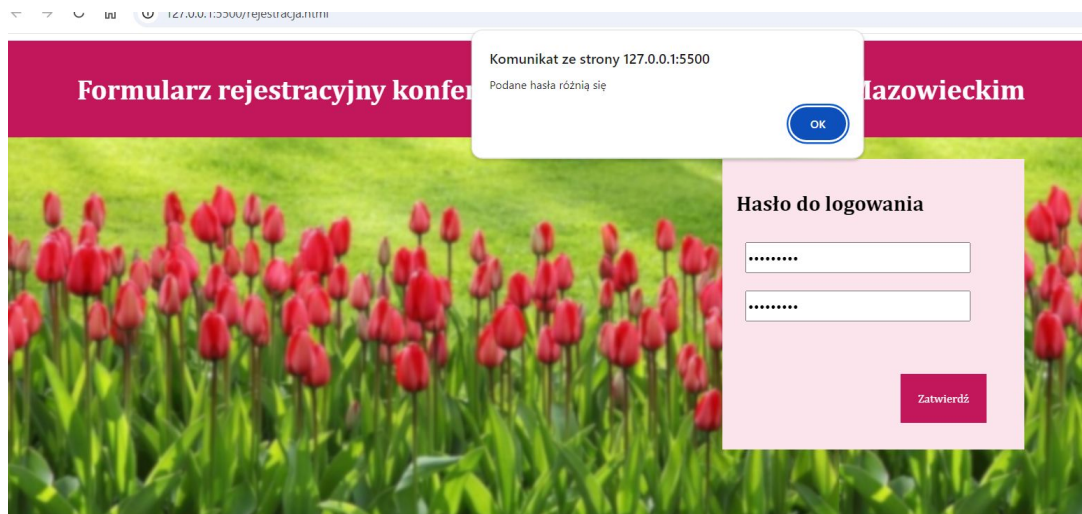 127.0.0.1:5500/rejestracja.html
Komunikat ze strony 127.0.0.1:5500
Podane hasła różnią się
OK
Formularz rejestracyjny konfer
Mazowieckim
Hasło do logowania
•••••••••
•••••••••
Zatwierdź